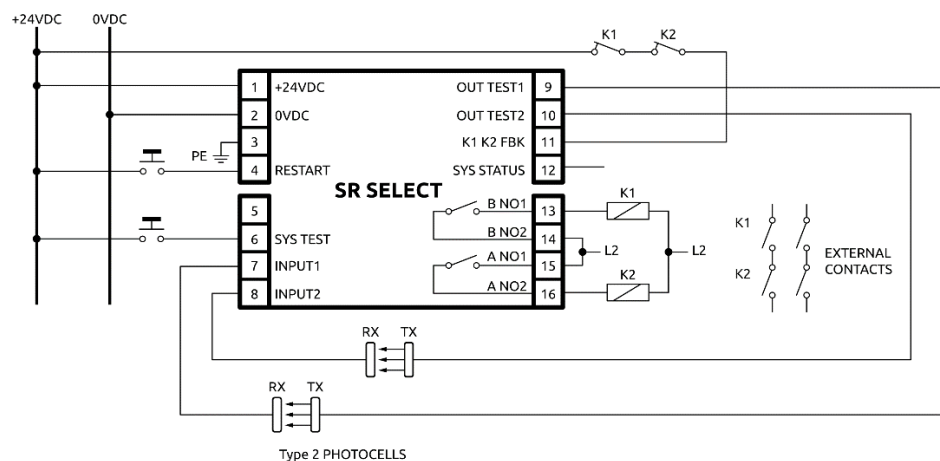 +24VDC 0VDC
K1 K2
1 +24VDC OUT TEST1 9
2 0VDC OUT TEST2 10
PE 3 K1 K2 FBK 11
4 RESTART SYS STATUS 12
SR SELECT
5 B NO1 13 K1
6 SYS TEST B NO2 14
L2 L2
7 INPUT1 A NO1 15
8 INPUT2 A NO2 16 K2
K1
K2
EXTERNAL
CONTACTS
RX TX
RX TX
Type 2 PHOTOCELLS